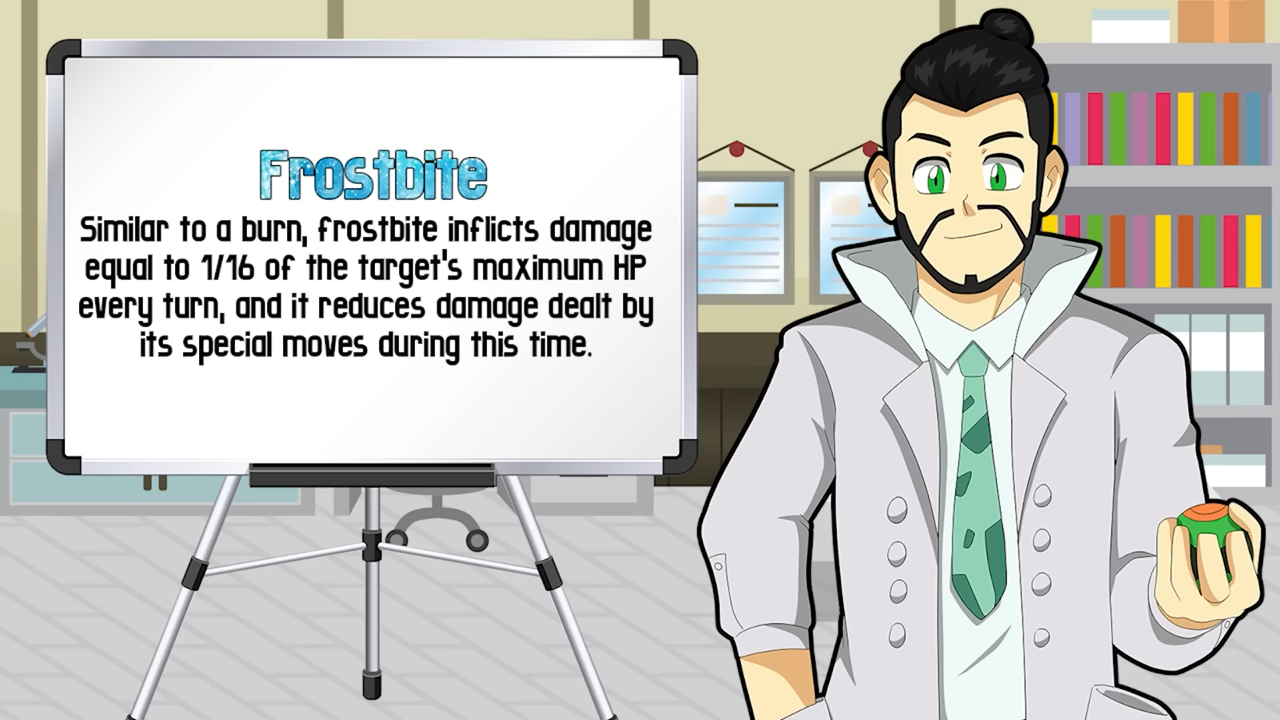 Frostbite
Similar to a burn, frostbite inflicts damage
equal to 1/16 of the target's maximum HP
every turn, and it reduces damage dealt by
its special moves during this time.